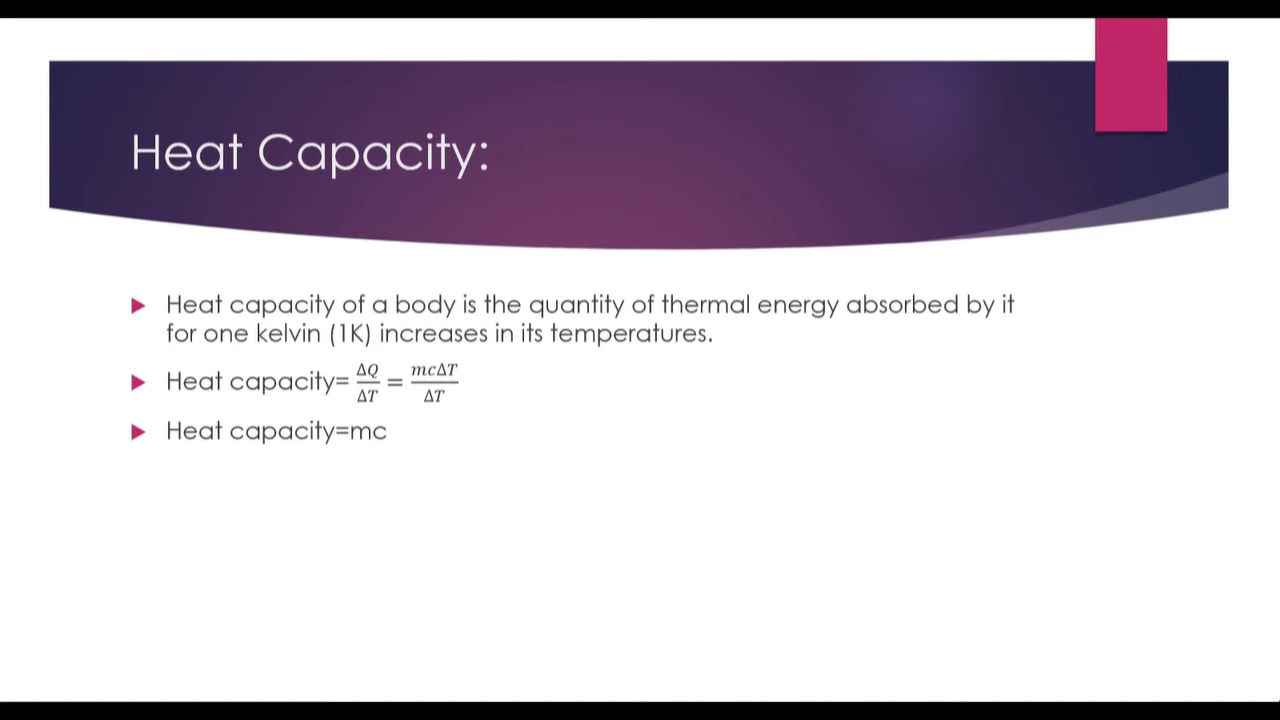 Heat Capacity:
Heat capacity of a body is the quantity of thermal energy absorbed by it
for one kelvin (1K) increases in its temperatures.
Heat capacity= ΔQ/ΔT = mcΔT/ΔT
Heat capacity=mc